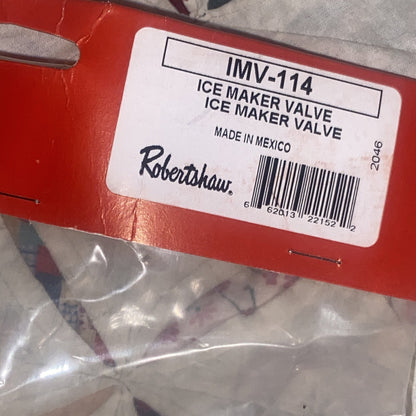 IMV-114
ICE MAKER VALVE
ICE MAKER VALVE
MADE IN MEXICO
2046
Robertshaw®
6 62013 22152 2